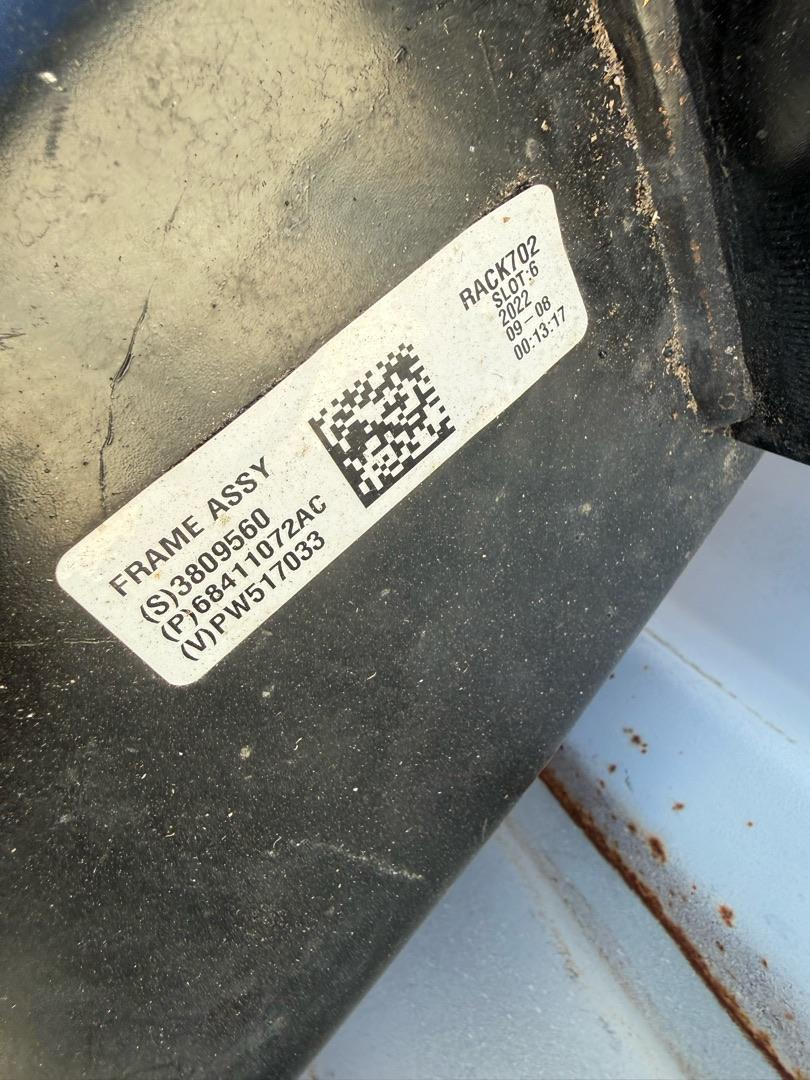 FRAME ASSY
(S)3809560
(P)68411072AC
(V)PW517033
RACK702
SLOT:6
2022
09-08
00:13:17